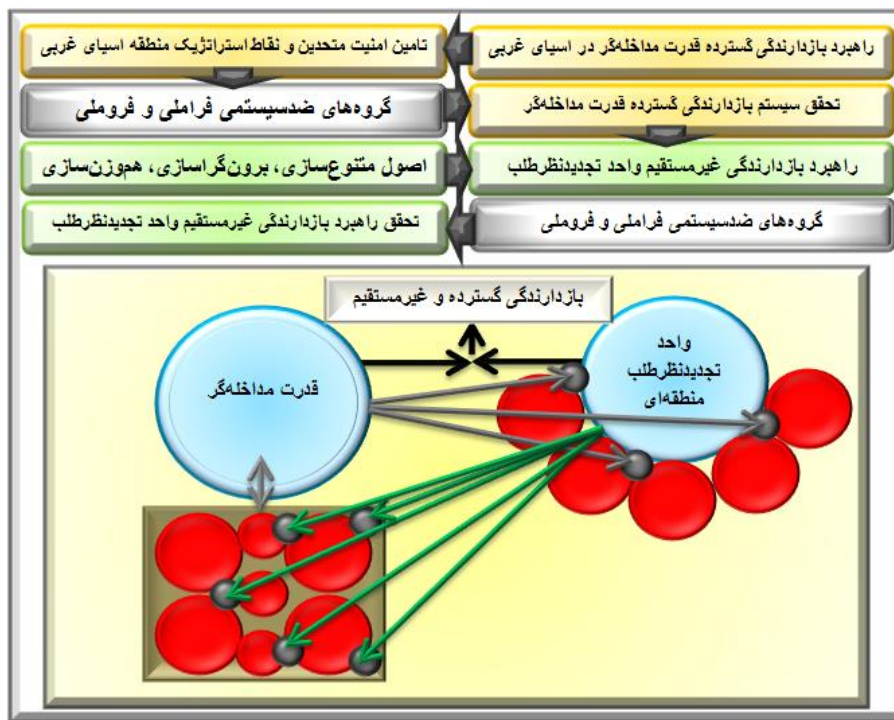 راهبرد بازدارندگی گسترده قدرت مداخله‌گر در اسیای غربی
تامین امنیت متحدین و نقاط استراتژیک منطقه اسیای غربی
تحقق سیستم بازدارندگی گسترده قدرت مداخله‌گر
گروه‌های ضدسیستمی فراملی و فروملی
راهبرد بازدارندگی غیرمستقیم واحد تجدیدنظرطلب
اصول متنوع‌سازی، برون‌گراسازی، هم‌وزن‌سازی
گروه‌های ضدسیستمی فراملی و فروملی
تحقق راهبرد بازدارندگی غیرمستقیم واحد تجدیدنظرطلب
بازدارندگی گسترده و غیرمستقیم
واحد
تجدیدنظرطلب
منطقه‌ای
قدرت مداخله‌گر